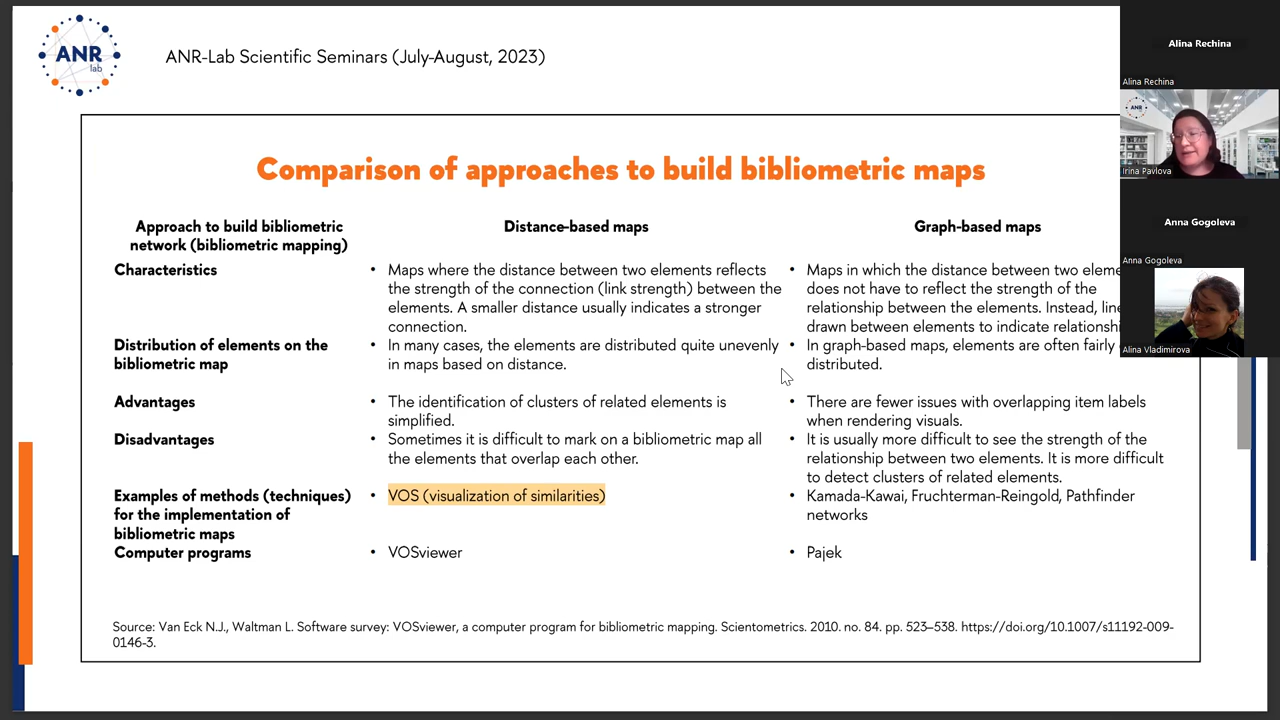 ANR
lab
ANR-Lab Scientific Seminars (July-August, 2023)
Comparison of approaches to build bibliometric maps
Approach to build bibliometric
network (bibliometric mapping)
Distance-based maps
Graph-based maps
Characteristics
• Maps where the distance between two elements reflects
the strength of the connection (link strength) between the
elements. A smaller distance usually indicates a stronger
connection.
• Maps in which the distance between two eleme
does not have to reflect the strength of the
relationship between the elements. Instead, line
drawn between elements to indicate relationshi
Distribution of elements on the
bibliometric map
• In many cases, the elements are distributed quite unevenly
in maps based on distance.
• In graph-based maps, elements are often fairly
distributed.
Advantages
• The identification of clusters of related elements is
simplified.
• There are fewer issues with overlapping item labels
when rendering visuals.
Disadvantages
• Sometimes it is difficult to mark on a bibliometric map all
the elements that overlap each other.
• It is usually more difficult to see the strength of the
relationship between two elements. It is more difficult
to detect clusters of related elements.
Examples of methods (techniques)
for the implementation of
bibliometric maps
• VOS (visualization of similarities)
• Kamada-Kawai, Fruchterman-Reingold, Pathfinder
networks
Computer programs
• VOSviewer
• Pajek
Source: Van Eck N.J., Waltman L. Software survey: VOSviewer, a computer program for bibliometric mapping. Scientometrics. 2010. no. 84. pp. 523–538. https://doi.org/10.1007/s11192-009-
0146-3.
Alina Rechina
Alina Rechina
ANR
Irina Pavlova
Anna Gogoleva
Anna Gogoleva
Alina Vladimirova